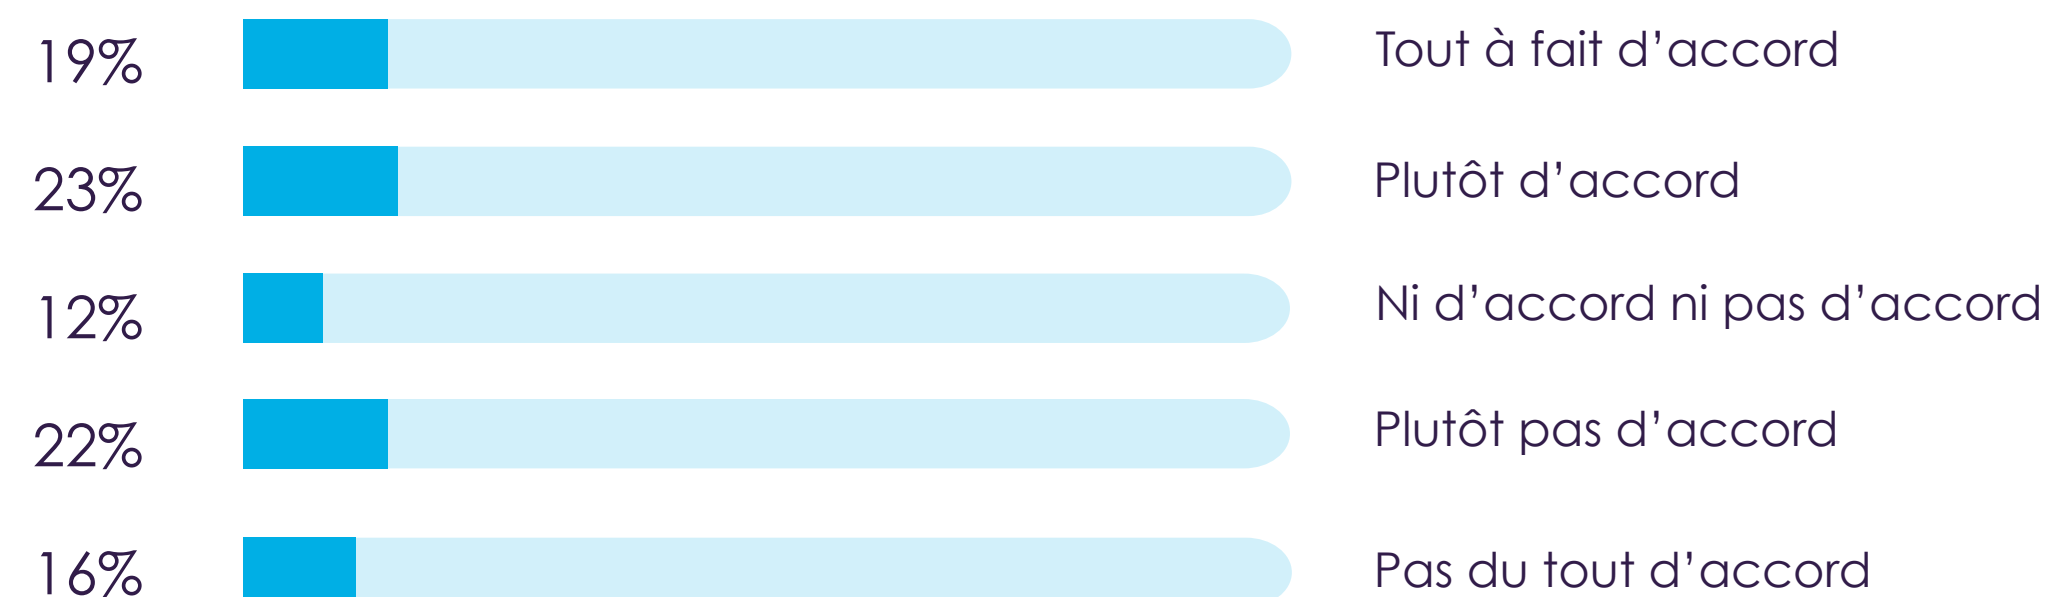 19% Tout à fait d’accord
23% Plutôt d’accord
12% Ni d’accord ni pas d’accord
22% Plutôt pas d’accord
16% Pas du tout d’accord